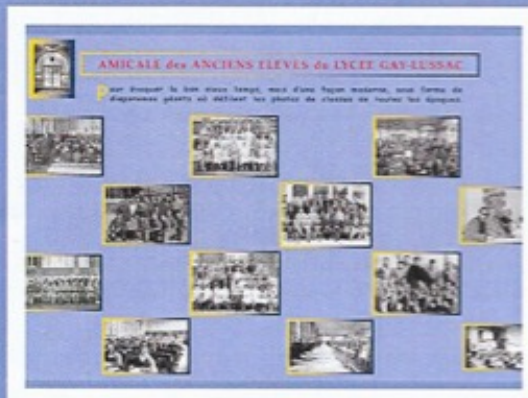 AMICALE des ANCIENS ELEVES du LYCEE GAY-LUSSAC
Pour évoquer le bon vieux temps, mais d'une façon moderne, sous forme de
diaporamas géants où défilent les photos de classes de toutes les époques.